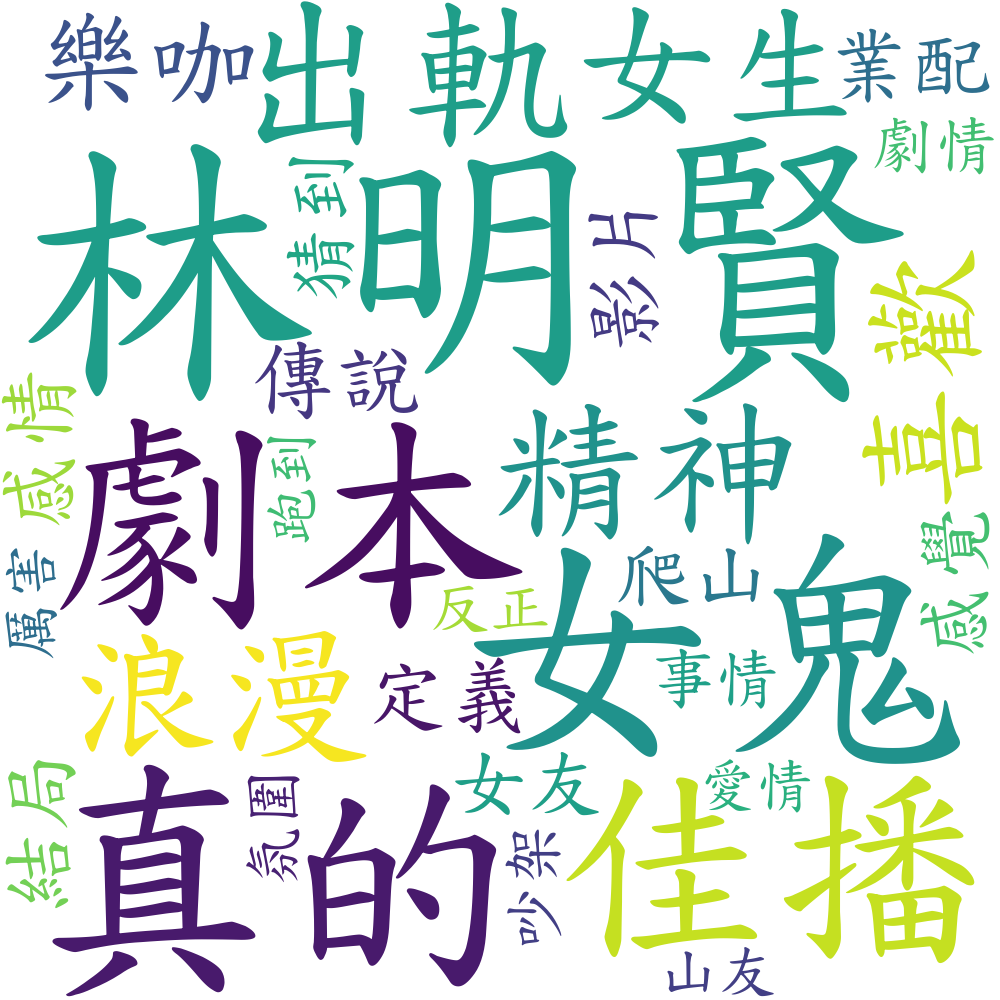 樂咖
出軌
女生
業配
劇情
林明賢
猜到
影片
喜歡
傳說
感情
劇本
跑到
精神
感覺
厲害
反正
爬山
女鬼
浪漫
定義
事情
結局
氛圍
女友
愛情
真的
吵架
佳播
山友